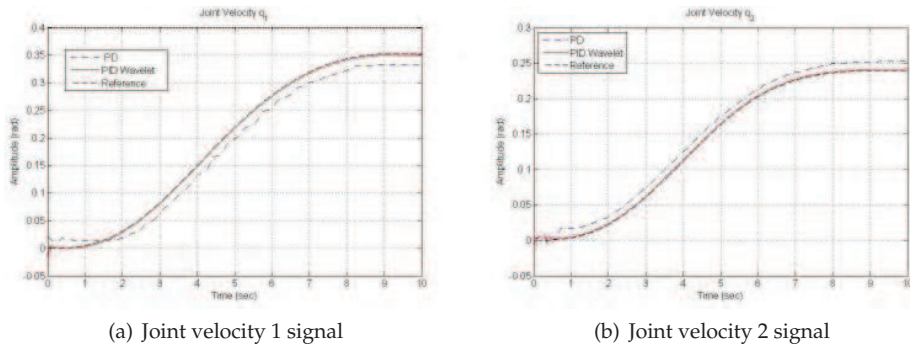 Joint Velocity q1
0.4
0.35
0.3
0.25
0.2
0.15
0.1
0.05
0
-0.05
Amplitude (rad)
PD
PID Wavelet
Reference
0 1 2 3 4 5 6 7 8 9 10
Time (sec)
(a) Joint velocity 1 signal
Joint Velocity q2
0.3
0.25
0.2
0.15
0.1
0.05
0
-0.05
Amplitude (rad)
PD
PID Wavelet
Reference
0 1 2 3 4 5 6 7 8 9 10
Time (sec)
(b) Joint velocity 2 signal